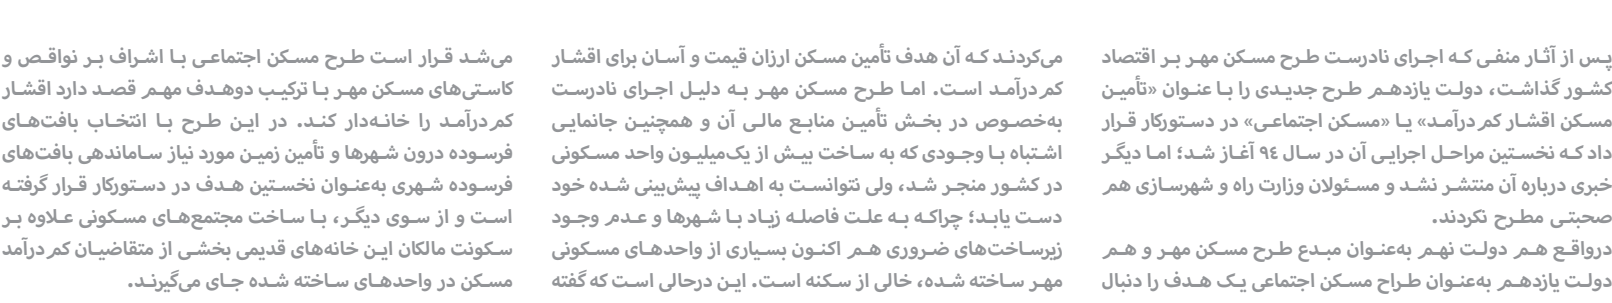 پس از آثار منفی که اجرای نادرست طرح مسکن مهر بر اقتصاد
کشور گذاشت، دولت یازدهم طرح جدیدی را با عنوان «تأمین
مسکن اقشار کم‌درآمد» یا «مسکن اجتماعی» در دستورکار قرار
داد که نخستین مراحل اجرایی آن در سال ٩٤ آغاز شد؛ اما دیگر
خبری درباره آن منتشر نشد و مسئولان وزارت راه و شهرسازی هم
صحبتی مطرح نکردند.
درواقع هم دولت نهم به‌عنوان مبدع طرح مسکن مهر و هم
دولت یازدهم به‌عنوان طراح مسکن اجتماعی یک هدف را دنبال
می‌کردند که آن هدف تأمین مسکن ارزان قیمت و آسان برای اقشار
کم‌درآمد است. اما طرح مسکن مهر به دلیل اجرای نادرست
به‌خصوص در بخش تأمین منابع مالی آن و همچنین جانمایی
اشتباه با وجودی که به ساخت بیش از یک‌میلیون واحد مسکونی
در کشور منجر شد، ولی نتوانست به اهداف پیش‌بینی شده خود
دست یابد؛ چراکه به علت فاصله زیاد با شهرها و عدم وجود
زیرساخت‌های ضروری هم اکنون بسیاری از واحدهای مسکونی
مهر ساخته شده، خالی از سکنه است. این درحالی است که گفته
می‌شد قرار است طرح مسکن اجتماعی با اشراف بر نواقص و
کاستی‌های مسکن مهر با ترکیب دوهدف مهم قصد دارد اقشار
کم‌درآمد را خانه‌دار کند. در این طرح با انتخاب بافت‌های
فرسوده درون شهرها و تأمین زمین مورد نیاز ساماندهی بافت‌های
فرسوده شهری به‌عنوان نخستین هدف در دستورکار قرار گرفته
است و از سوی دیگر، با ساخت مجتمع‌های مسکونی علاوه بر
سکونت مالکان این خانه‌های قدیمی بخشی از متقاضیان کم‌درآمد
مسکن در واحدهای ساخته شده جای می‌گیرند.